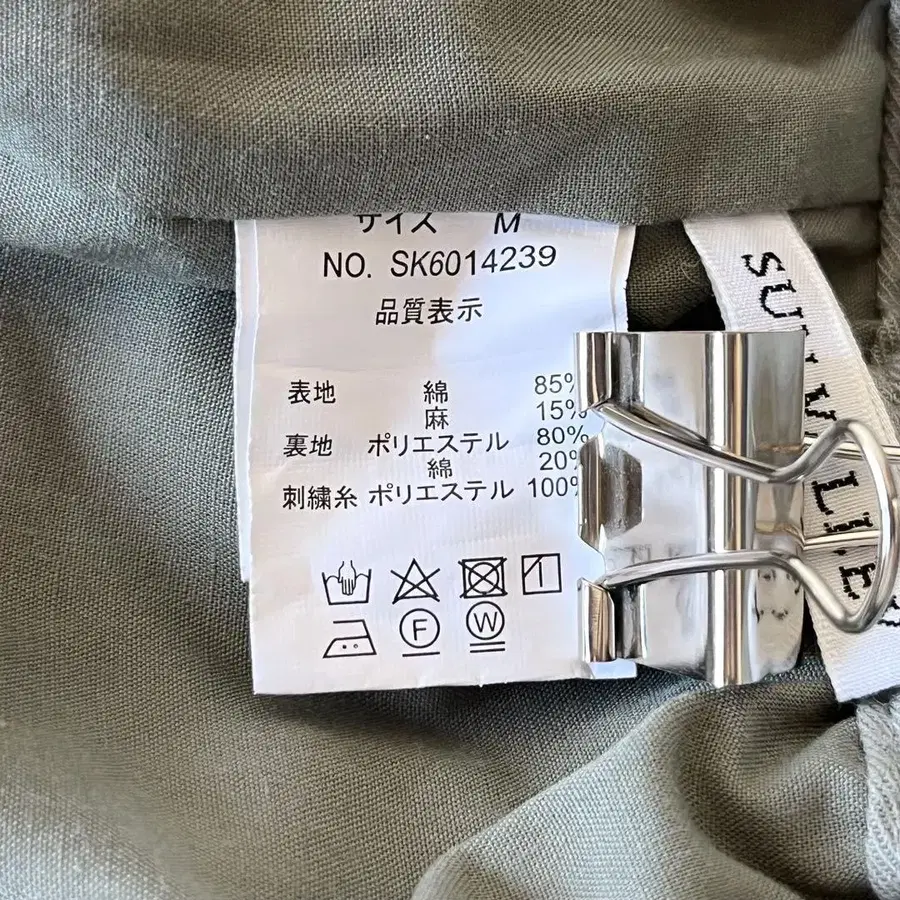 サイズ M
NO. SK6014239
品質表示
表地 綿 85%
麻 15%
裏地 ポリエステル 80%
綿 20%
刺繍糸 ポリエステル 100%
F W